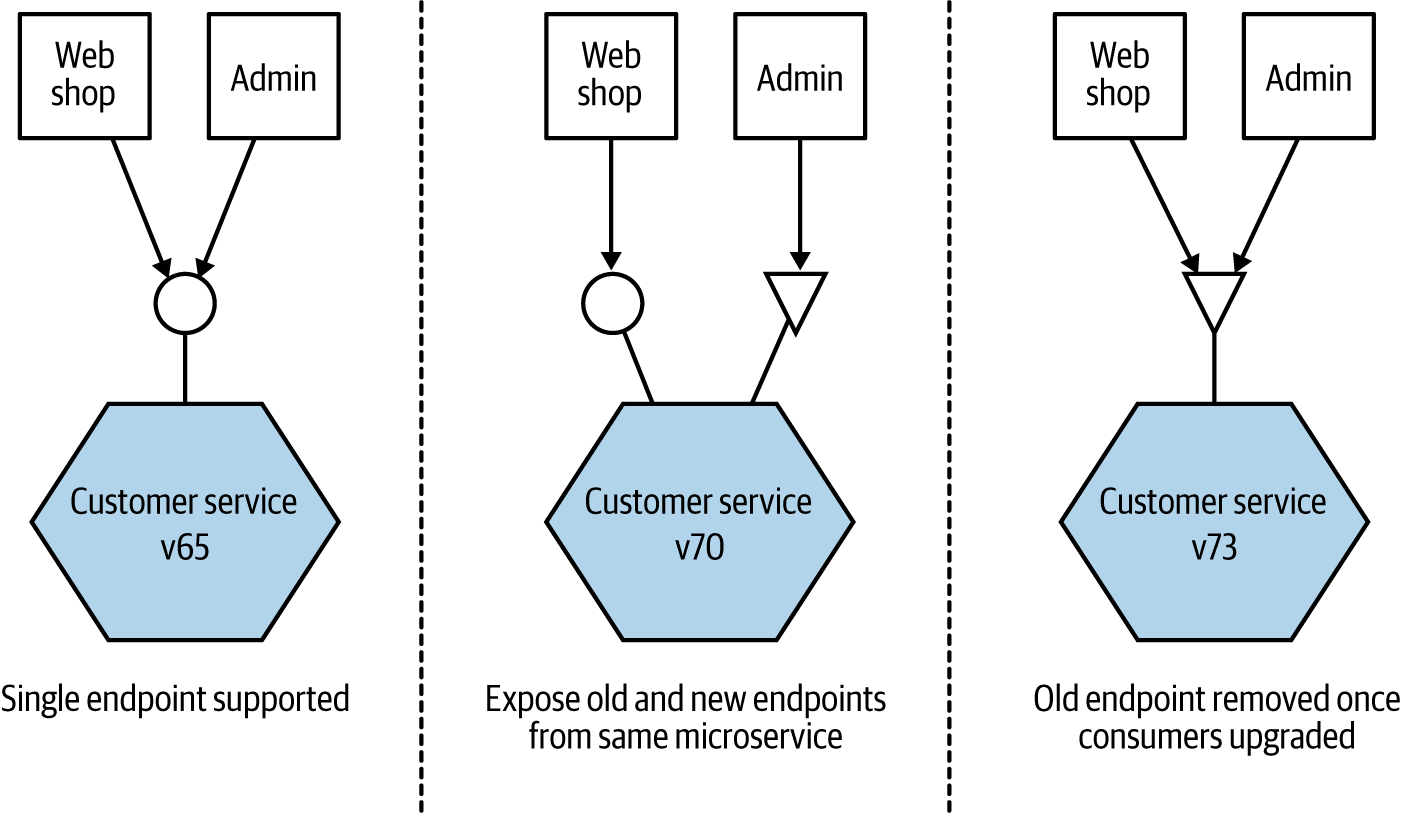 Web
shop
Admin
Customer service
v65
Single endpoint supported
Web
shop
Admin
Customer service
v70
Expose old and new endpoints
from same microservice
Web
shop
Admin
Customer service
v73
Old endpoint removed once
consumers upgraded